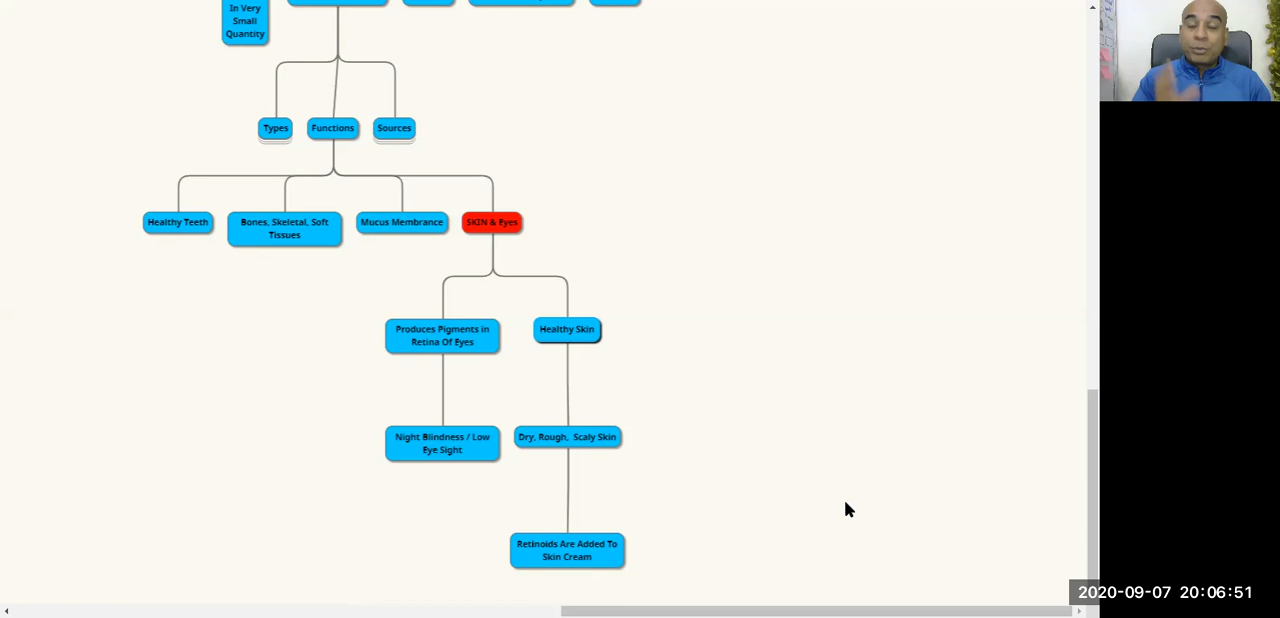 In Very
Small
Quantity
Types
Functions
Sources
Healthy Teeth
Bones, Skeletal, Soft
Tissues
Mucus Membrance
SKIN & Eyes
Produces Pigments in
Retina Of Eyes
Healthy Skin
Night Blindness / Low
Eye Sight
Dry, Rough, Scaly Skin
Retinoids Are Added To
Skin Cream
2020-09-07 20:06:51